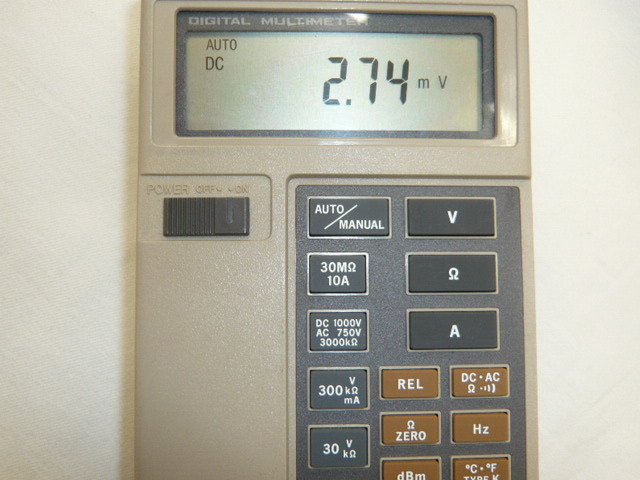 DIGITAL MULTIMETER
AUTO
DC
2.74 m V
POWER OFF ON
AUTO/MANUAL
V
30MΩ
10A
Ω
DC 1000V
AC 750V
3000kΩ
A
300 V kΩ mA
REL
DC・AC
Ω・))
30 V kΩ
Ω
ZERO
Hz
dBm
°C・°F
TYPE K